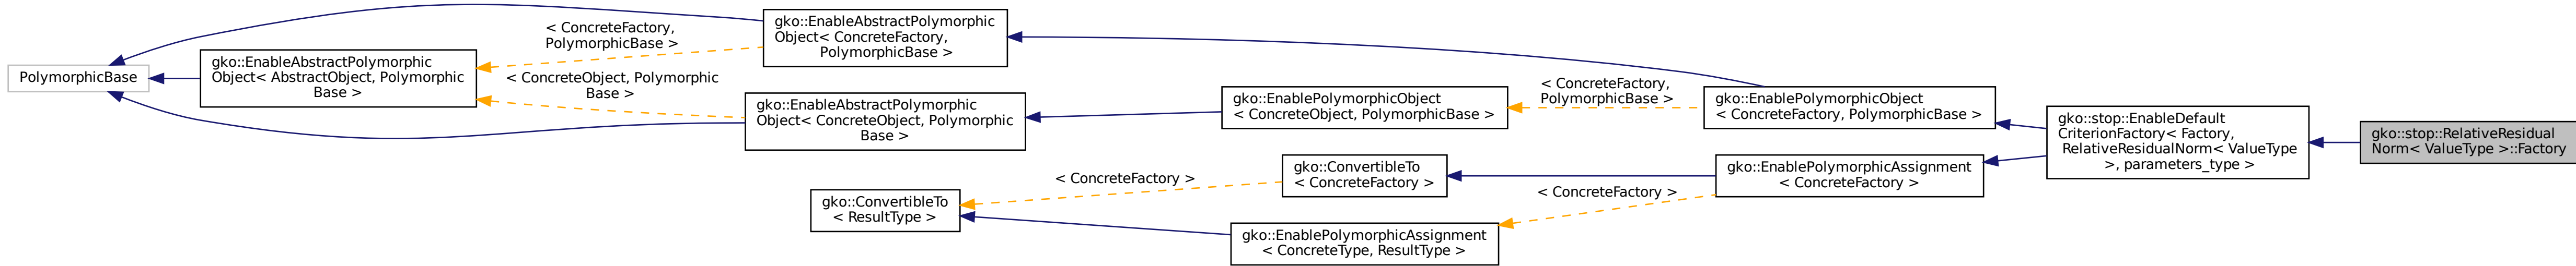 PolymorphicBase
gko::EnableAbstractPolymorphic
Object< AbstractObject, Polymorphic
Base >
< ConcreteFactory,
PolymorphicBase >
< ConcreteObject, Polymorphic
Base >
gko::EnableAbstractPolymorphic
Object< ConcreteFactory,
PolymorphicBase >
gko::EnableAbstractPolymorphic
Object< ConcreteObject, Polymorphic
Base >
gko::ConvertibleTo
< ResultType >
< ConcreteFactory >
gko::EnablePolymorphicObject
< ConcreteObject, PolymorphicBase >
gko::ConvertibleTo
< ConcreteFactory >
gko::EnablePolymorphicAssignment
< ConcreteType, ResultType >
< ConcreteFactory,
PolymorphicBase >
< ConcreteFactory >
gko::EnablePolymorphicObject
< ConcreteFactory, PolymorphicBase >
gko::EnablePolymorphicAssignment
< ConcreteFactory >
gko::stop::EnableDefault
CriterionFactory< Factory,
RelativeResidualNorm< ValueType
>, parameters_type >
gko::stop::RelativeResidual
Norm< ValueType >::Factory